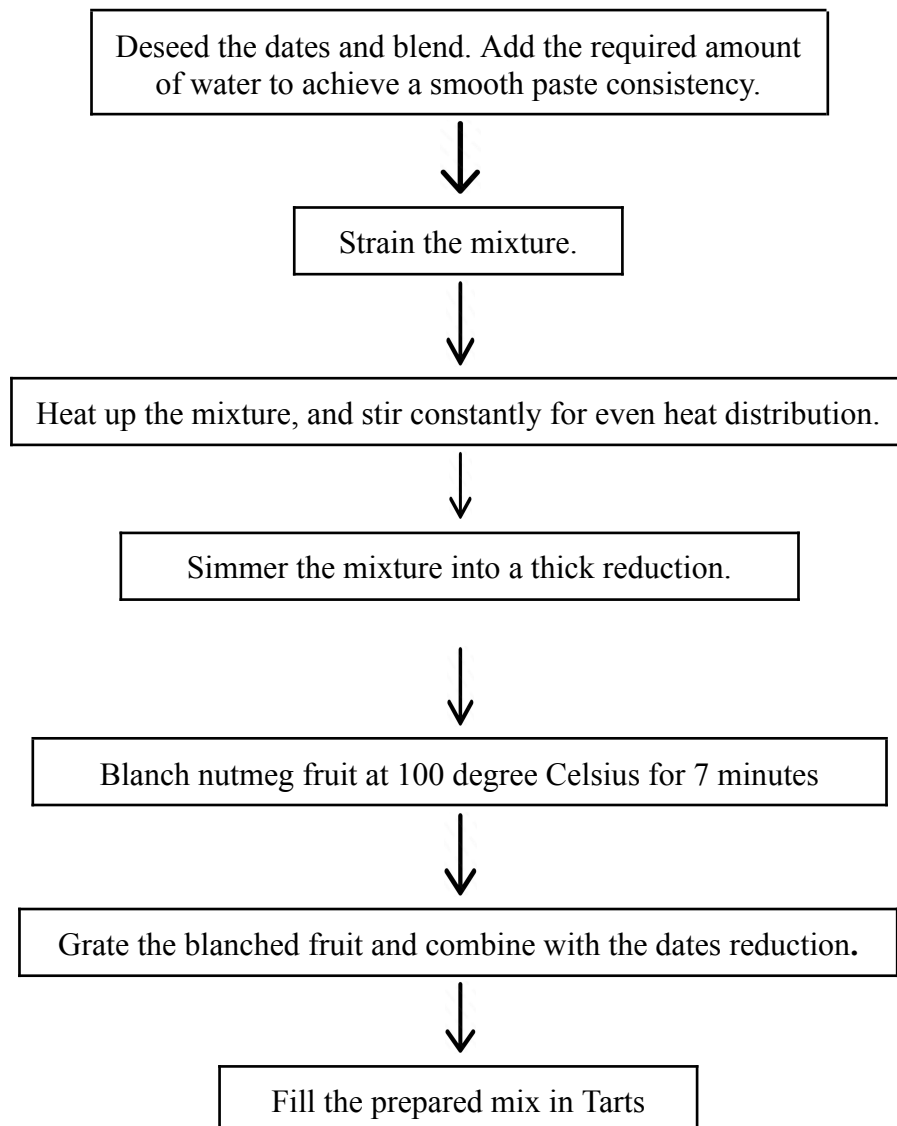 Deseed the dates and blend. Add the required amount
of water to achieve a smooth paste consistency.
Strain the mixture.
Heat up the mixture, and stir constantly for even heat distribution.
Simmer the mixture into a thick reduction.
Blanch nutmeg fruit at 100 degree Celsius for 7 minutes
Grate the blanched fruit and combine with the dates reduction.
Fill the prepared mix in Tarts